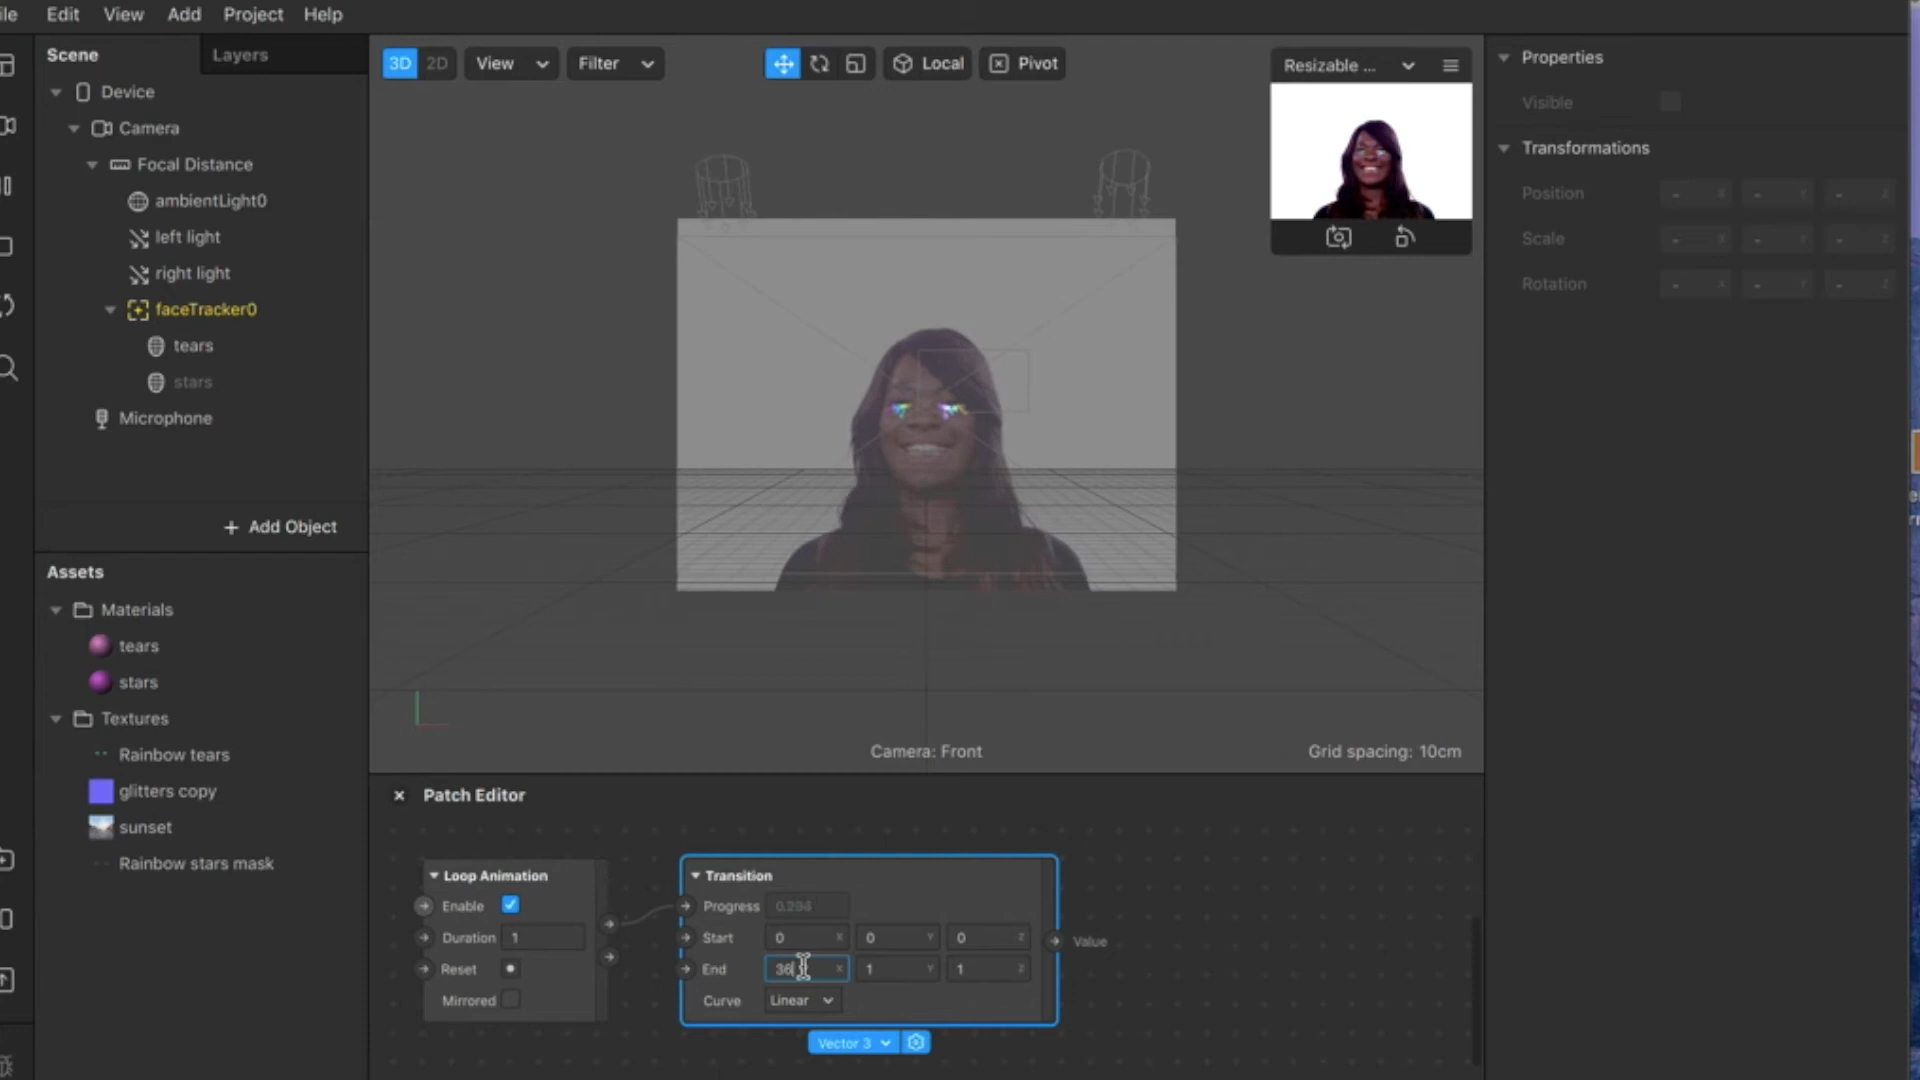 Edit View Add Project Help
Scene Layers
Device
Camera
Focal Distance
ambientLight0
left light
right light
faceTracker0
tears
stars
Microphone
+ Add Object
Assets
Materials
tears
stars
Textures
Rainbow tears
glitters copy
sunset
Rainbow stars mask
3D 2D View Filter Local Pivot
Resizable ...
Camera: Front Grid spacing: 10cm
× Patch Editor
Loop Animation
Enable
Duration 1
Reset
Mirrored
Transition
Progress 0.294
Start 0 X 0 Y 0 Z
End 36 X 1 Y 1 Z
Curve Linear
Value
Vector 3
Properties
Visible
Transformations
Position - X - Y - Z
Scale - X - Y - Z
Rotation - X - Y - Z